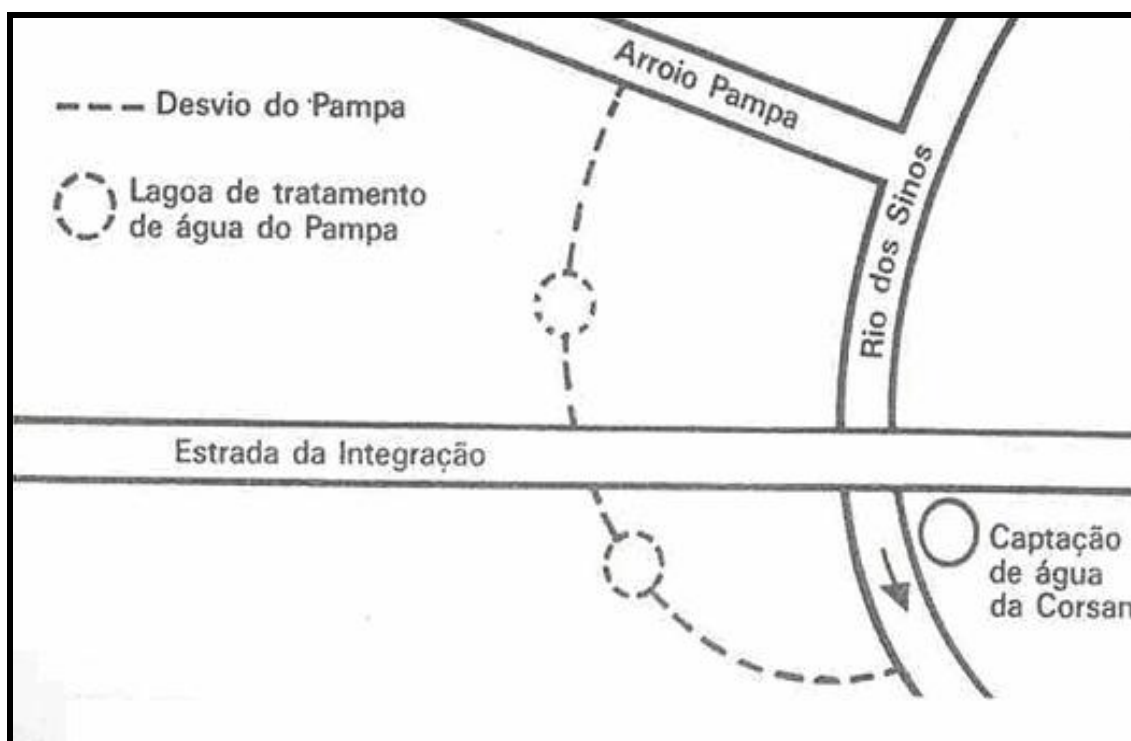 Arroio Pampa
Desvio do Pampa
Lagoa de tratamento
de água do Pampa
Rio dos Sinos
Estrada da Integração
Captação
de água
da Corsan